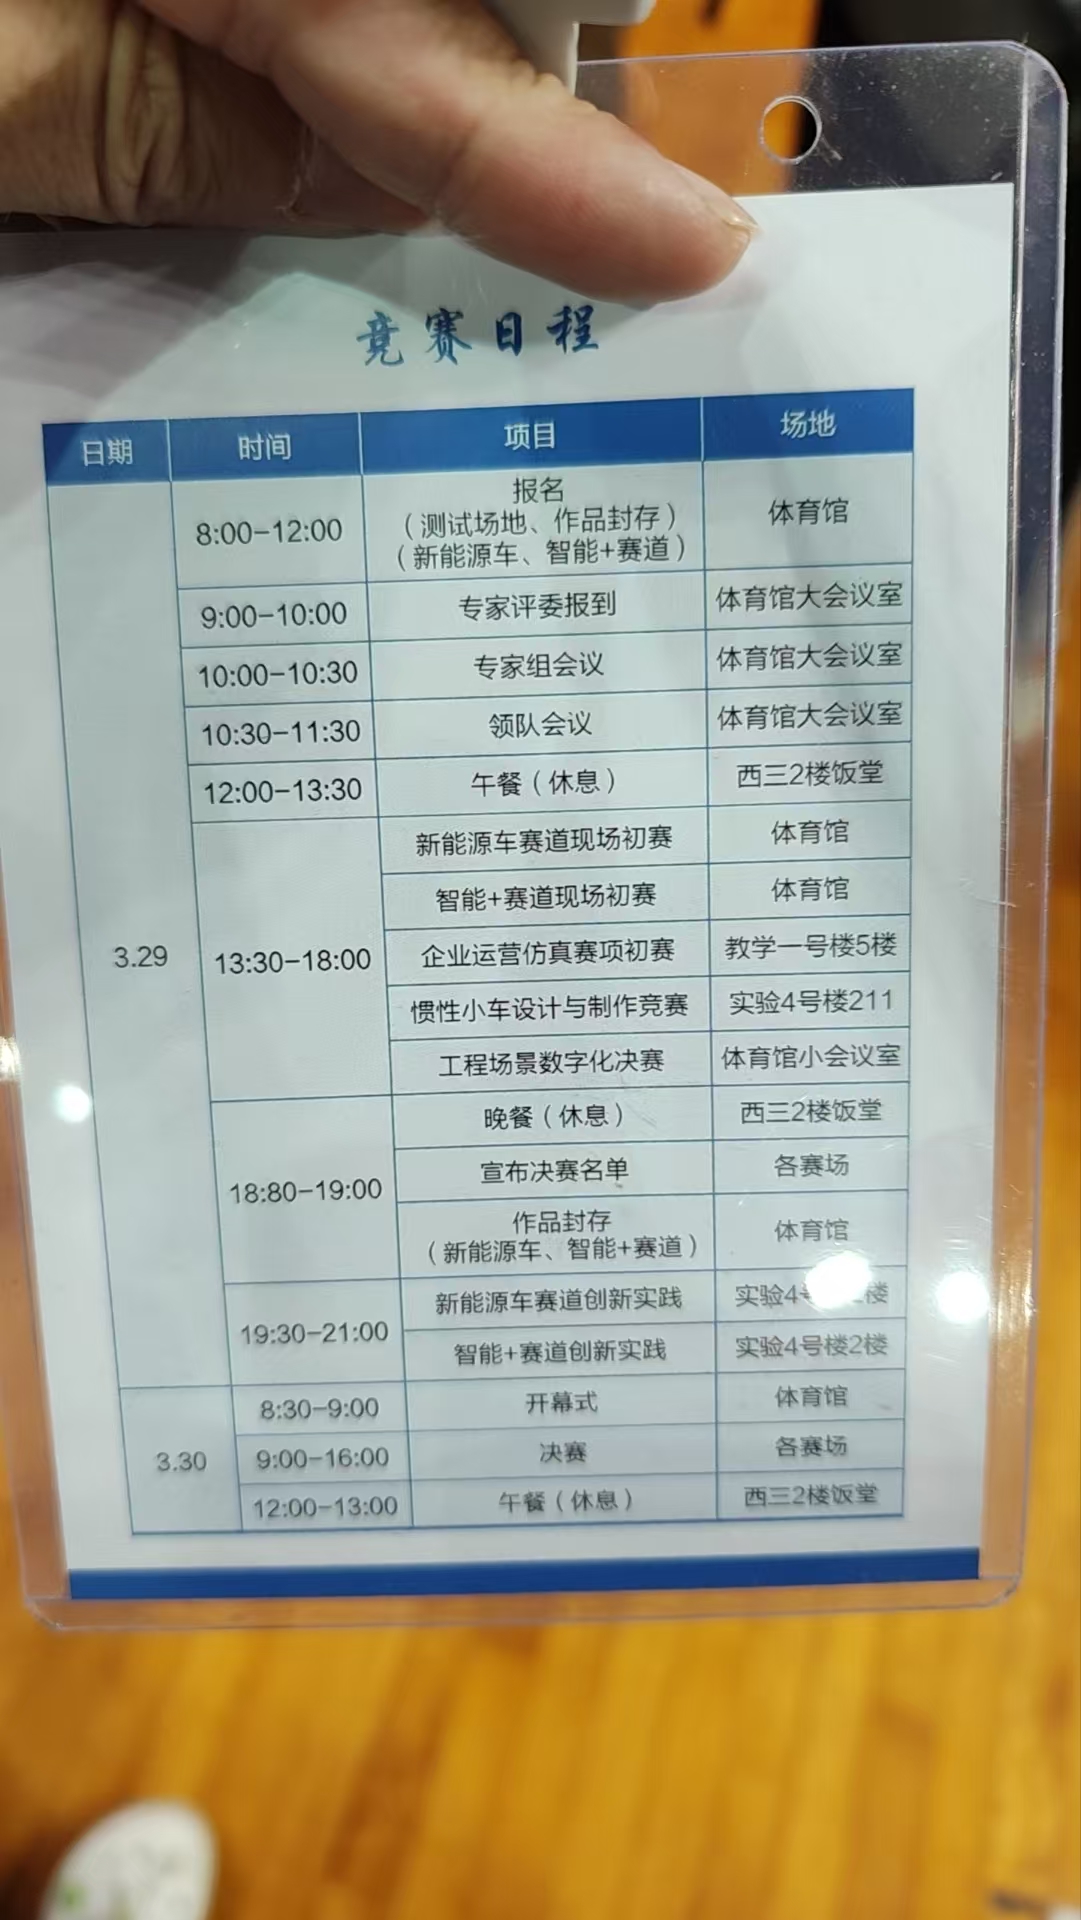 竞赛日程
日期 时间 项目 场地
3.29
8:00-12:00
报名
（测试场地、作品封存）
（新能源车、智能+赛道）
体育馆
9:00-10:00 专家评委报到 体育馆大会议室
10:00-10:30 专家组会议 体育馆大会议室
10:30-11:30 领队会议 体育馆大会议室
12:00-13:30 午餐（休息） 西三2楼饭堂
13:30-18:00
新能源车赛道现场初赛 体育馆
智能+赛道现场初赛 体育馆
企业运营仿真赛项初赛 教学一号楼5楼
惯性小车设计与制作竞赛 实验4号楼211
工程场景数字化决赛 体育馆小会议室
18:80-19:00
晚餐（休息） 西三2楼饭堂
宣布决赛名单 各赛场
作品封存
（新能源车、智能+赛道）
体育馆
19:30-21:00
新能源车赛道创新实践 实验4 楼
智能+赛道创新实践 实验4号楼2楼
3.30
8:30-9:00 开幕式 体育馆
9:00-16:00 决赛 各赛场
12:00-13:00 午餐（休息） 西三2楼饭堂